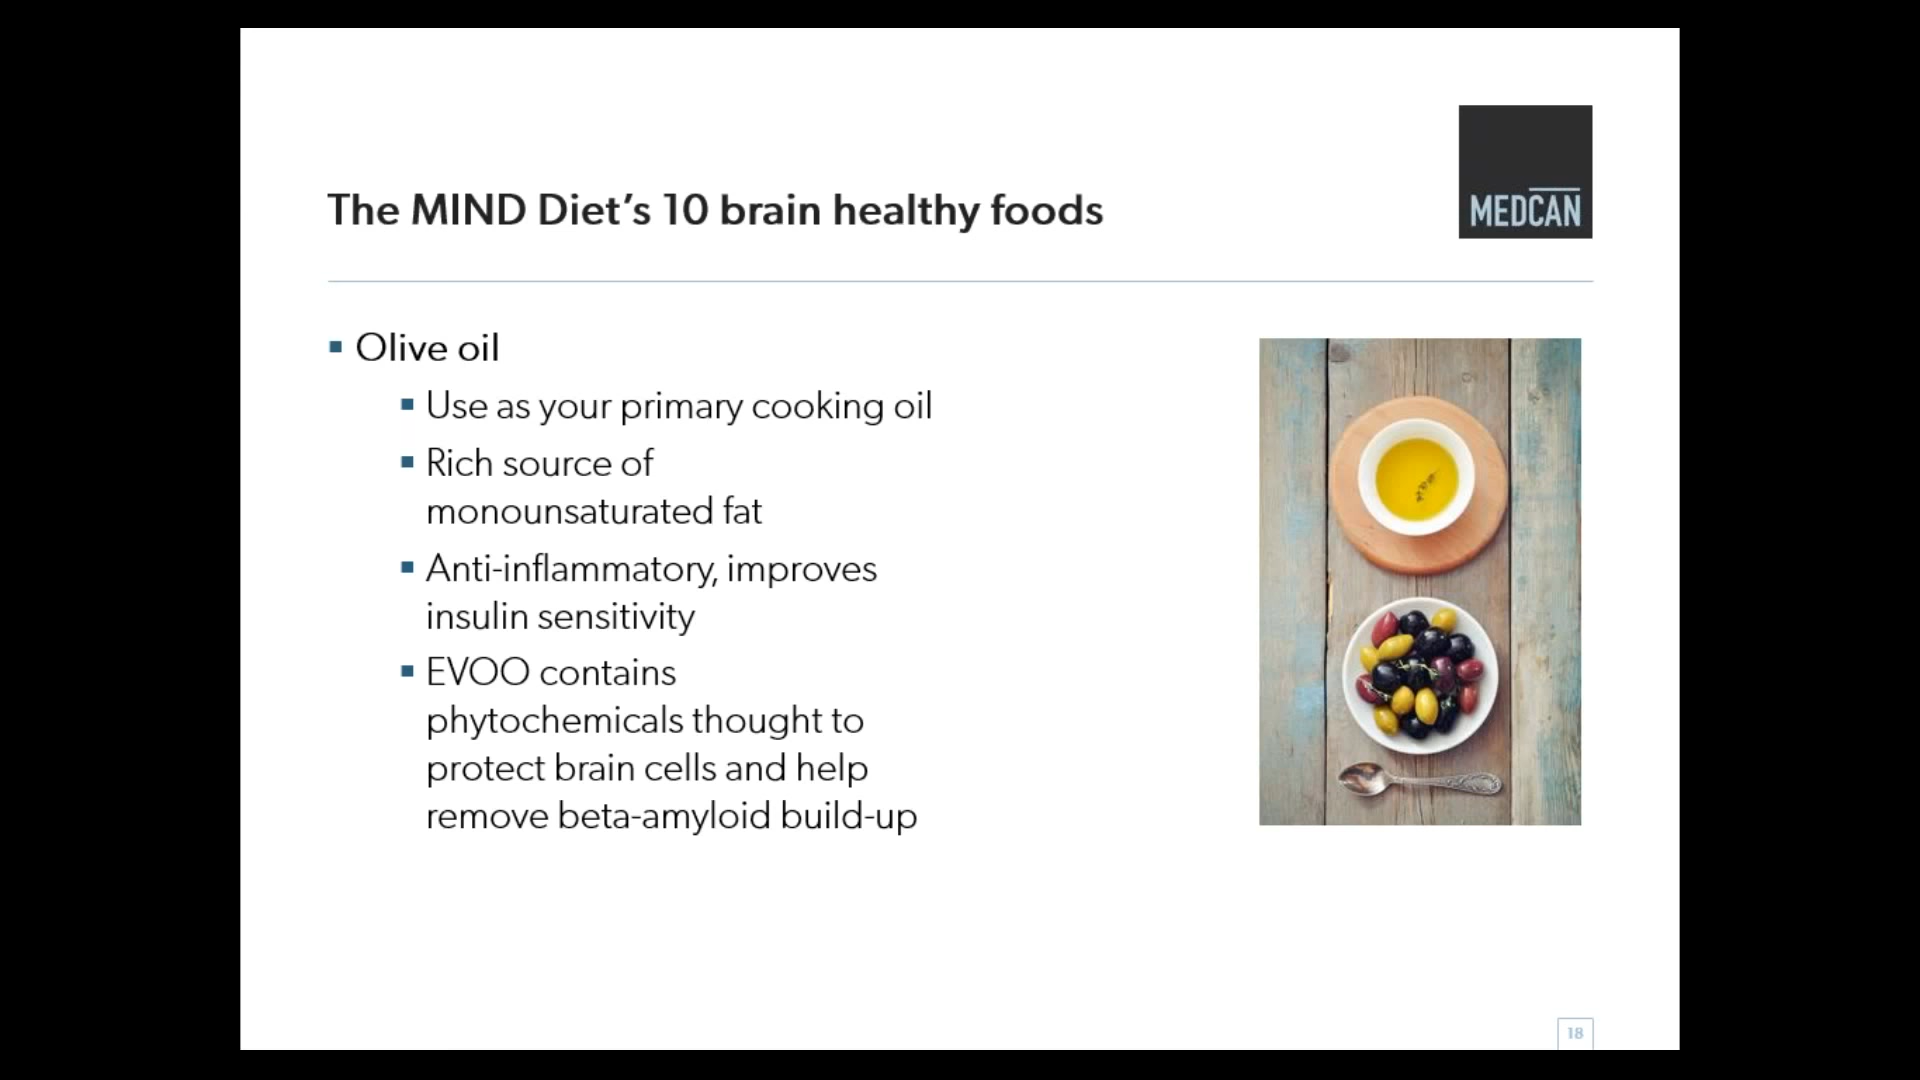 MEDCAN
The MIND Diet’s 10 brain healthy foods
▪ Olive oil
▪ Use as your primary cooking oil
▪ Rich source of
monounsaturated fat
▪ Anti-inflammatory, improves
insulin sensitivity
▪ EVOO contains
phytochemicals thought to
protect brain cells and help
remove beta-amyloid build-up
18